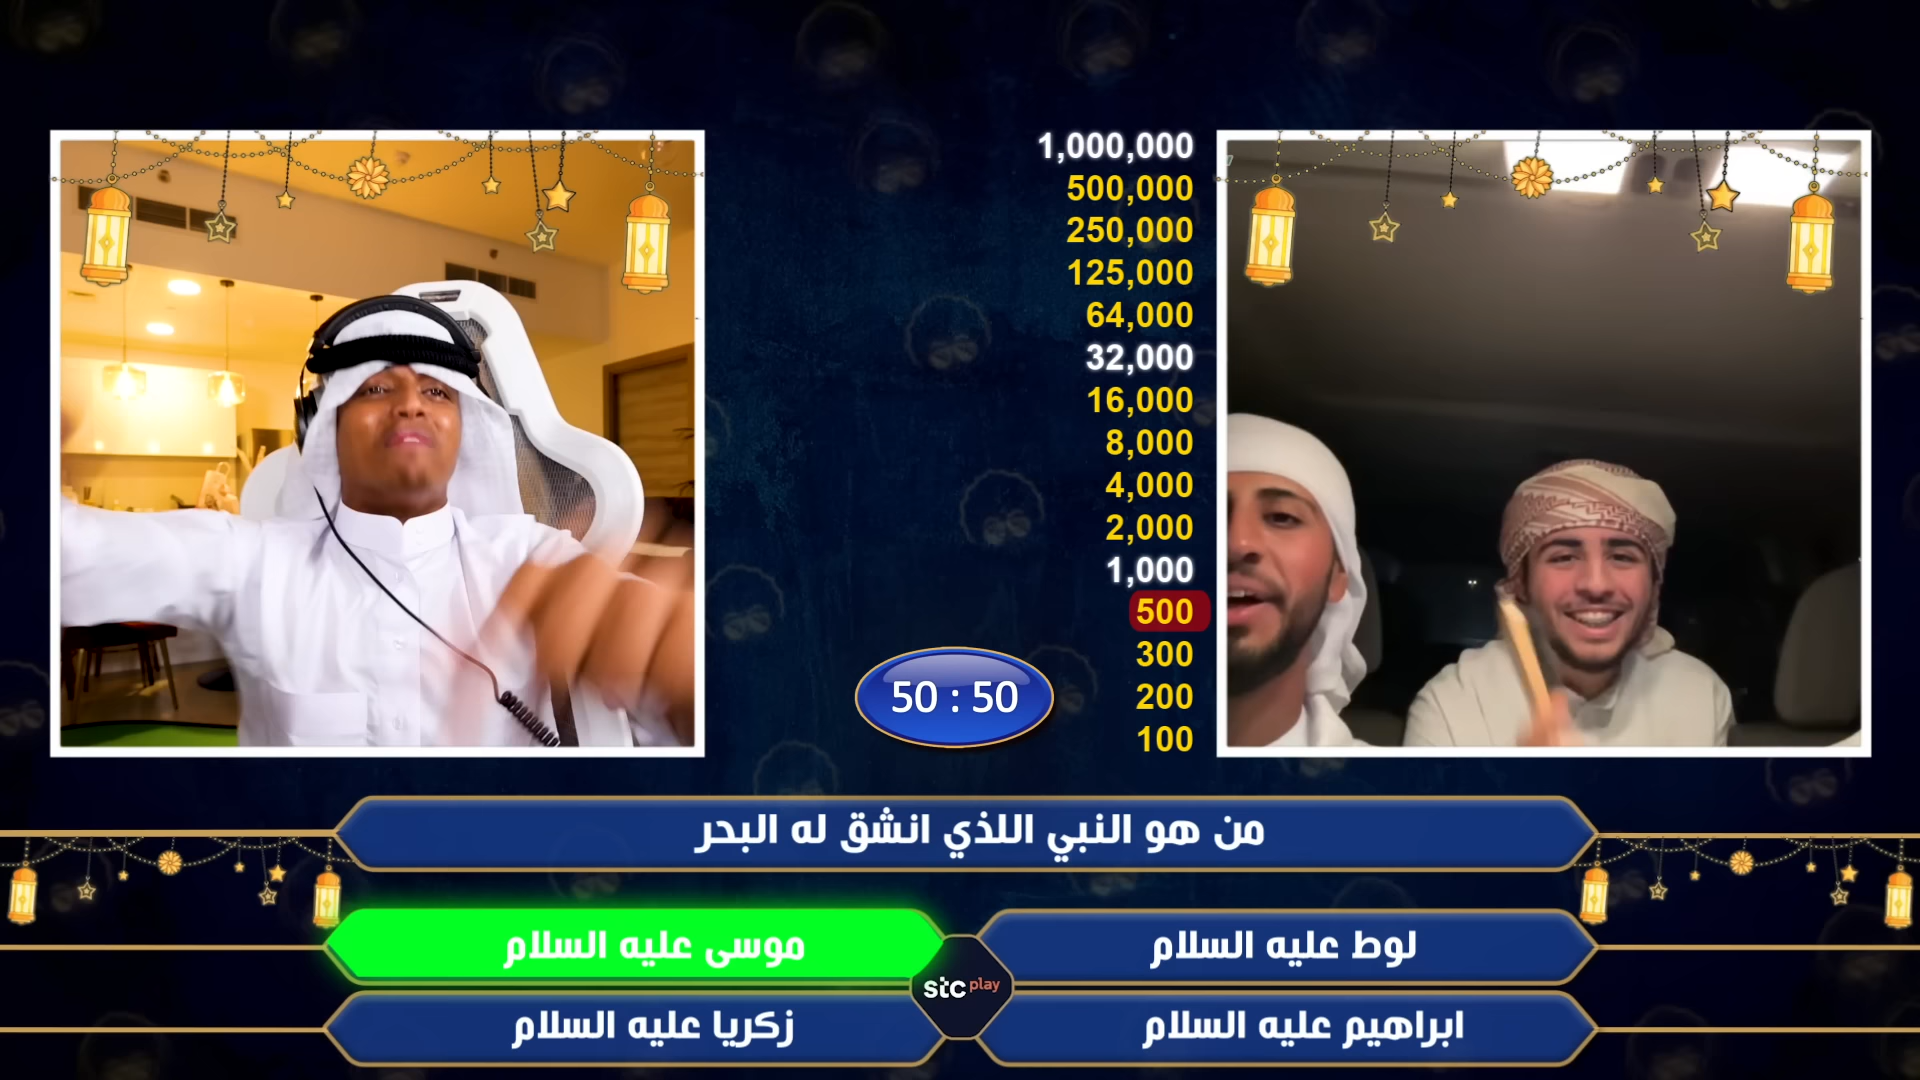 1,000,000
500,000
250,000
125,000
64,000
32,000
16,000
8,000
4,000
2,000
1,000
500
300
200
100
50 : 50
من هو النبي اللذي انشق له البحر
لوط عليه السلام
موسى عليه السلام
stc play
ابراهيم عليه السلام
زكريا عليه السلام